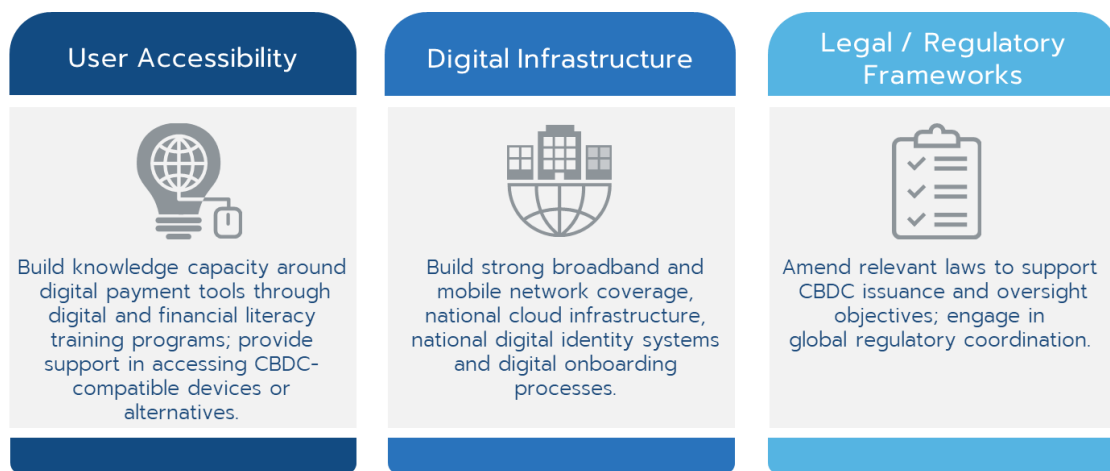 User Accessibility
Build knowledge capacity around
digital payment tools through
digital and financial literacy
training programs; provide
support in accessing CBDC-
compatible devices or
alternatives.
Digital Infrastructure
Build strong broadband and
mobile network coverage,
national cloud infrastructure,
national digital identity systems
and digital onboarding
processes.
Legal / Regulatory
Frameworks
Amend relevant laws to support
CBDC issuance and oversight
objectives; engage in
global regulatory coordination.